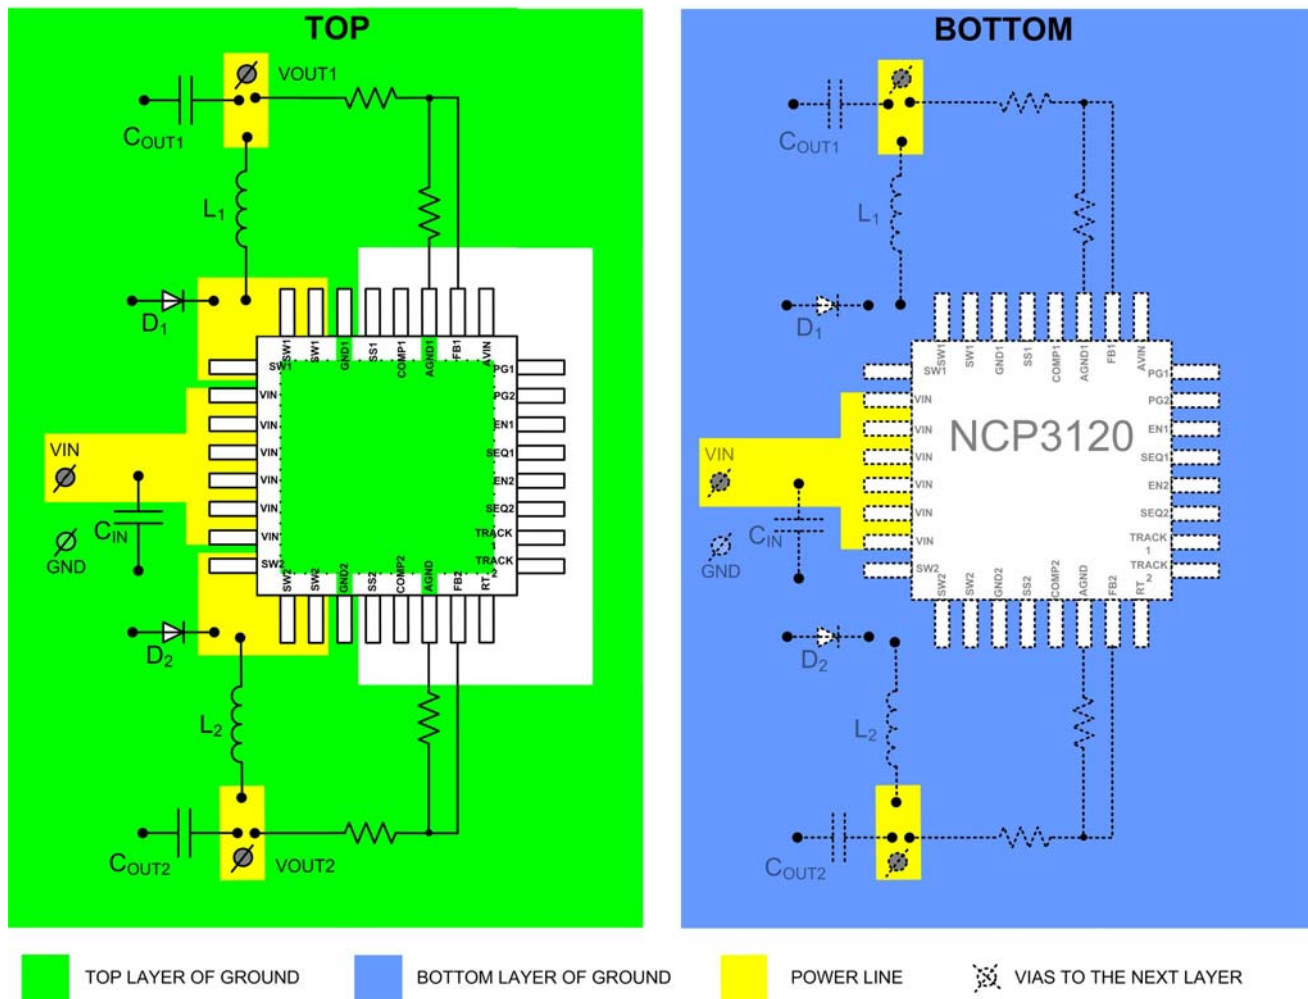 TOP
VOUT1
COUT1
L1
D1
SW1
SW1
GND1
SS1
COMP1
AGND1
FB1
AVIN
SW1
VIN
VIN
VIN
VIN
VIN
VIN
SW2
PG1
PG2
EN1
SEQ1
EN2
SEQ2
TRACK
1
TRACK
2
SW2
SW2
GND2
SS2
COMP2
AGND
FB2
RT
VIN
CIN
GND
D2
L2
COUT2
VOUT2
BOTTOM
COUT1
L1
D1
SW1
SW1
GND1
SS1
COMP1
AGND1
FB1
AVIN
SW1
VIN
VIN
VIN
VIN
VIN
VIN
SW2
NCP3120
PG1
PG2
EN1
SEQ1
EN2
SEQ2
TRACK
1
TRACK
2
SW2
SW2
GND2
SS2
COMP2
AGND
FB2
RT
VIN
CIN
GND
D2
L2
COUT2
TOP LAYER OF GROUND
BOTTOM LAYER OF GROUND
POWER LINE
VIAS TO THE NEXT LAYER